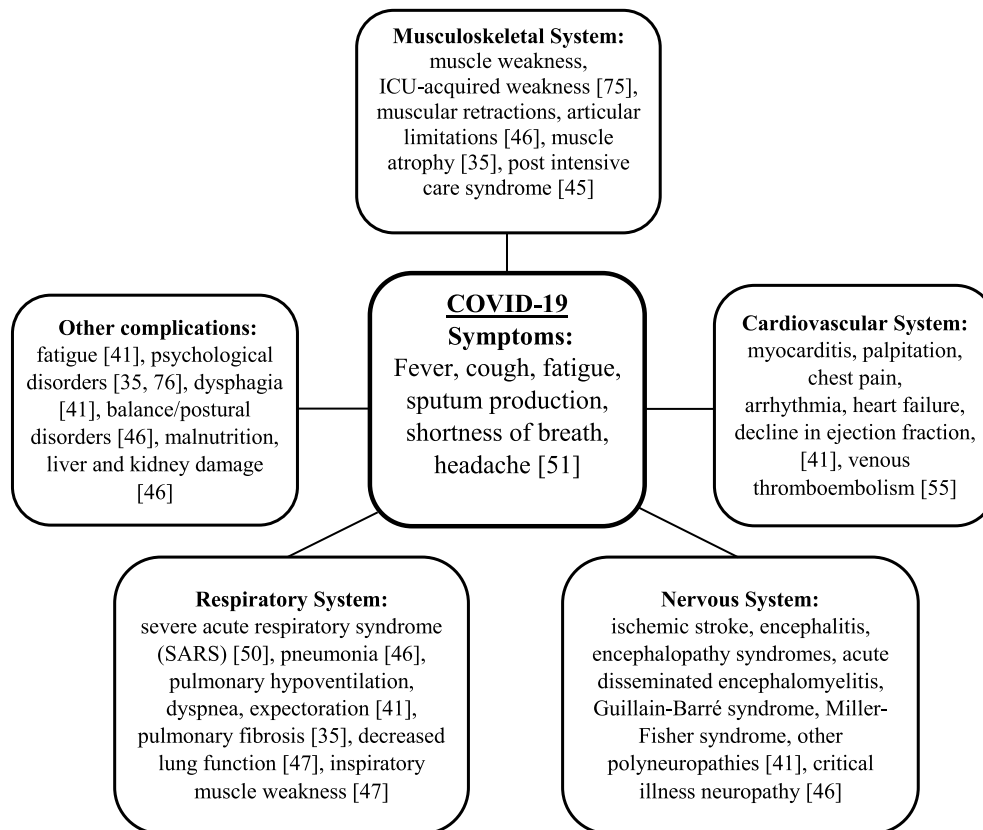 Musculoskeletal System:
muscle weakness,
ICU-acquired weakness [75],
muscular retractions, articular
limitations [46], muscle
atrophy [35], post intensive
care syndrome [45]
Other complications:
fatigue [41], psychological
disorders [35, 76], dysphagia
[41], balance/postural
disorders [46], malnutrition,
liver and kidney damage
[46]
COVID-19
Symptoms:
Fever, cough, fatigue,
sputum production,
shortness of breath,
headache [51]
Cardiovascular System:
myocarditis, palpitation,
chest pain,
arrhythmia, heart failure,
decline in ejection fraction,
[41], venous
thromboembolism [55]
Respiratory System:
severe acute respiratory syndrome
(SARS) [50], pneumonia [46],
pulmonary hypoventilation,
dyspnea, expectoration [41],
pulmonary fibrosis [35], decreased
lung function [47], inspiratory
muscle weakness [47]
Nervous System:
ischemic stroke, encephalitis,
encephalopathy syndromes, acute
disseminated encephalomyelitis,
Guillain-Barré syndrome, Miller-
Fisher syndrome, other
polyneuropathies [41], critical
illness neuropathy [46]